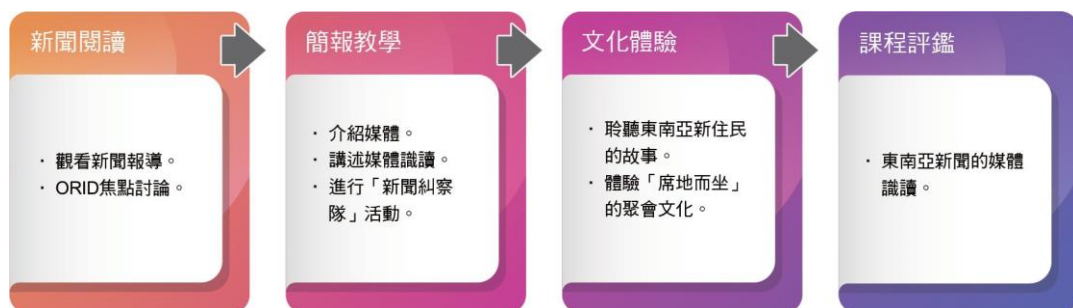 新聞閱讀
· 觀看新聞報導。
· ORID焦點討論。
簡報教學
· 介紹媒體。
· 講述媒體識讀。
· 進行「新聞糾察
隊」活動。
文化體驗
· 聆聽東南亞新住民
的故事。
· 體驗「席地而坐」
的聚會文化。
課程評鑑
· 東南亞新聞的媒體
識讀。